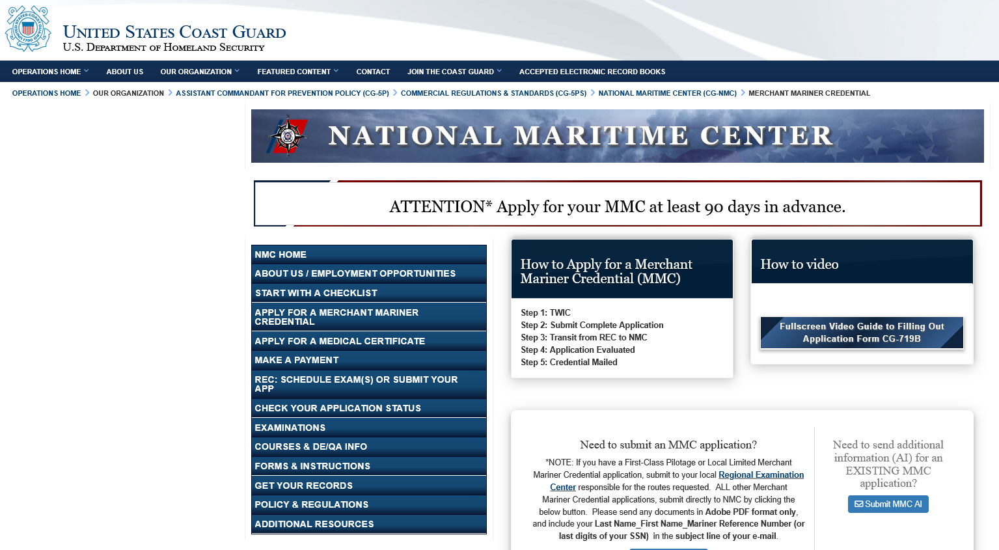 UNITED STATES COAST GUARD
U.S. DEPARTMENT OF HOMELAND SECURITY
OPERATIONS HOME ABOUT US OUR ORGANIZATION FEATURED CONTENT CONTACT JOIN THE COAST GUARD ACCEPTED ELECTRONIC RECORD BOOKS
OPERATIONS HOME OUR ORGANIZATION ASSISTANT COMMANDANT FOR PREVENTION POLICY (CG-5P) COMMERCIAL REGULATIONS & STANDARDS (CG-5PS) NATIONAL MARITIME CENTER (CG-NMC) MERCHANT MARINER CREDENTIAL
NATIONAL MARITIME CENTER
ATTENTION* Apply for your MMC at least 90 days in advance.
NMC HOME
ABOUT US / EMPLOYMENT OPPORTUNITIES
START WITH A CHECKLIST
APPLY FOR A MERCHANT MARINER
CREDENTIAL
APPLY FOR A MEDICAL CERTIFICATE
MAKE A PAYMENT
REC: SCHEDULE EXAM(S) OR SUBMIT YOUR
APP
CHECK YOUR APPLICATION STATUS
EXAMINATIONS
COURSES & DE/QA INFO
FORMS & INSTRUCTIONS
GET YOUR RECORDS
POLICY & REGULATIONS
ADDITIONAL RESOURCES
How to Apply for a Merchant
Mariner Credential (MMC)
Step 1: TWIC
Step 2: Submit Complete Application
Step 3: Transit from REC to NMC
Step 4: Application Evaluated
Step 5: Credential Mailed
How to video
Fullscreen Video Guide to Filling Out
Application Form CG-719B
Need to submit an MMC application?
*NOTE: If you have a First-Class Pilotage or Local Limited Merchant
Mariner Credential application, submit to your local Regional Examination
Center responsible for the routes requested. ALL other Merchant
Mariner Credential applications, submit directly to NMC by clicking the
below button. Please send any documents in Adobe PDF format only,
and include your Last Name_First Name_Mariner Reference Number (or
last digits of your SSN) in the subject line of your e-mail.
Need to send additional
information (AI) for an
EXISTING MMC
application?
Submit MMC AI